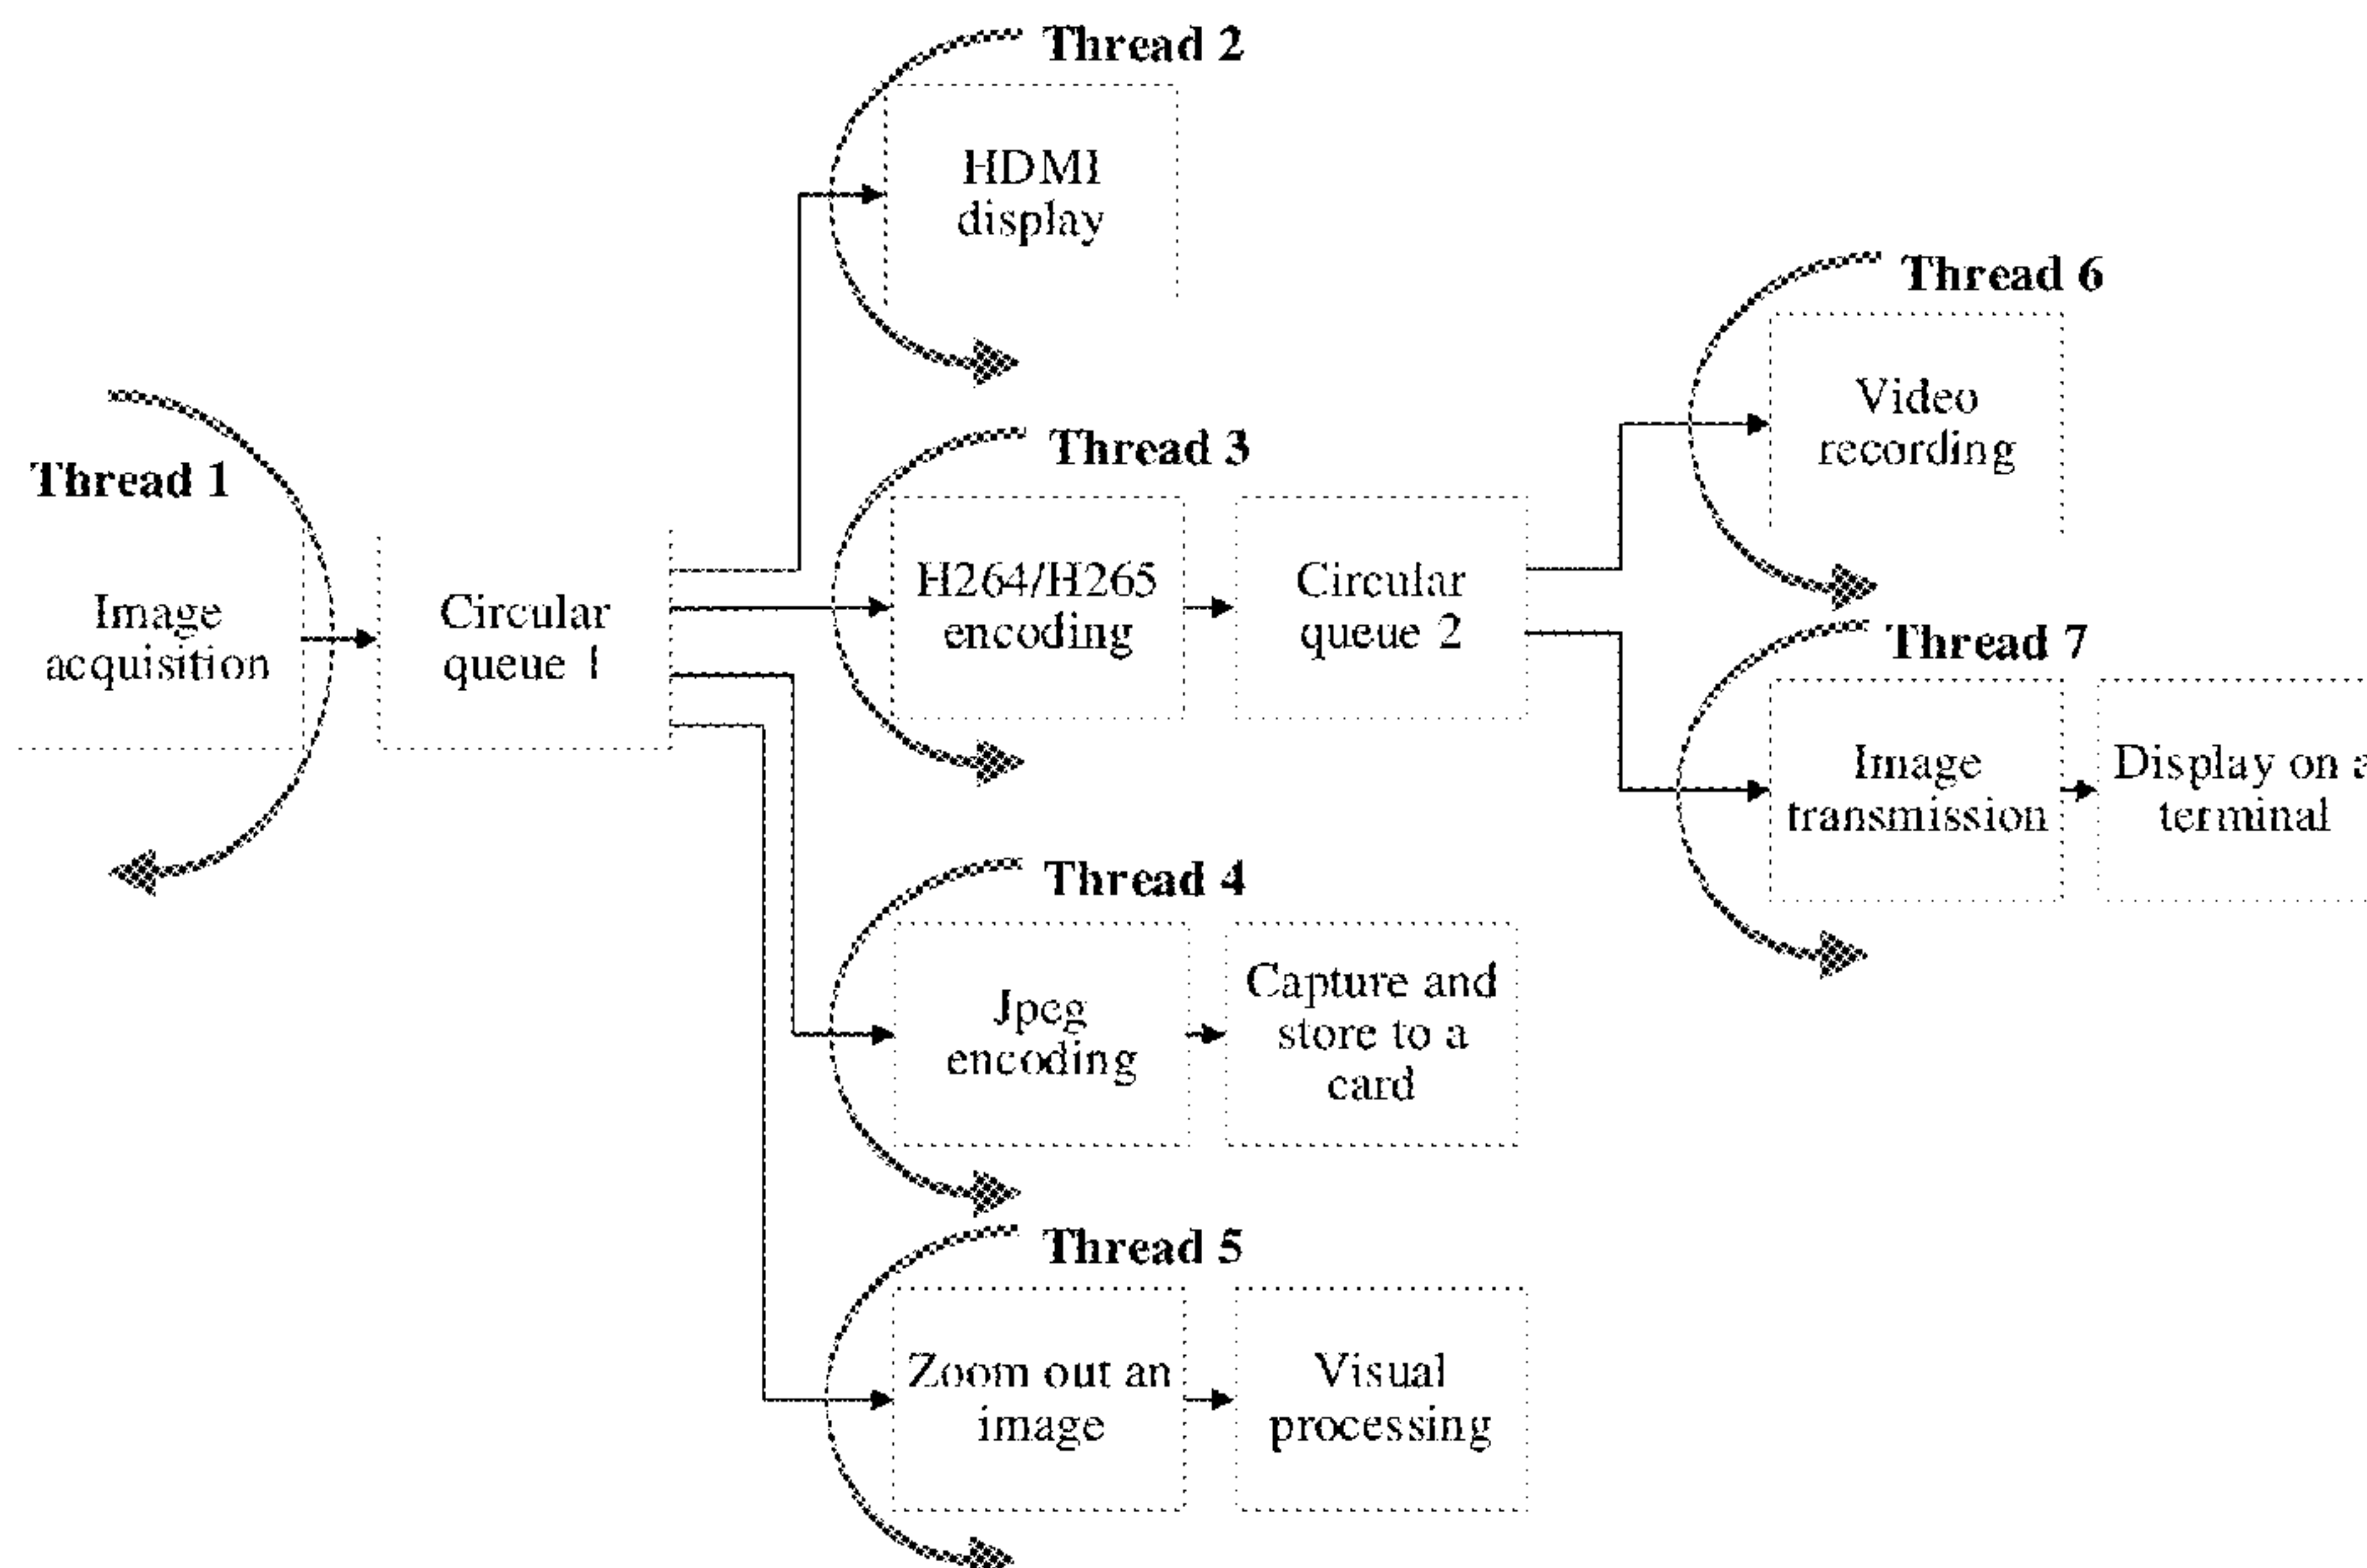 Thread 2
HDMI
display
Thread 6
Video
recording
Thread 3
Thread 1
H264/H265
encoding
Circular
queue 2
Image
acquisition
Circular
queue 1
Thread 7
Image
transmission
Display on a
terminal
Thread 4
Jpeg
encoding
Capture and
store to a
card
Thread 5
Zoom out an
image
Visual
processing